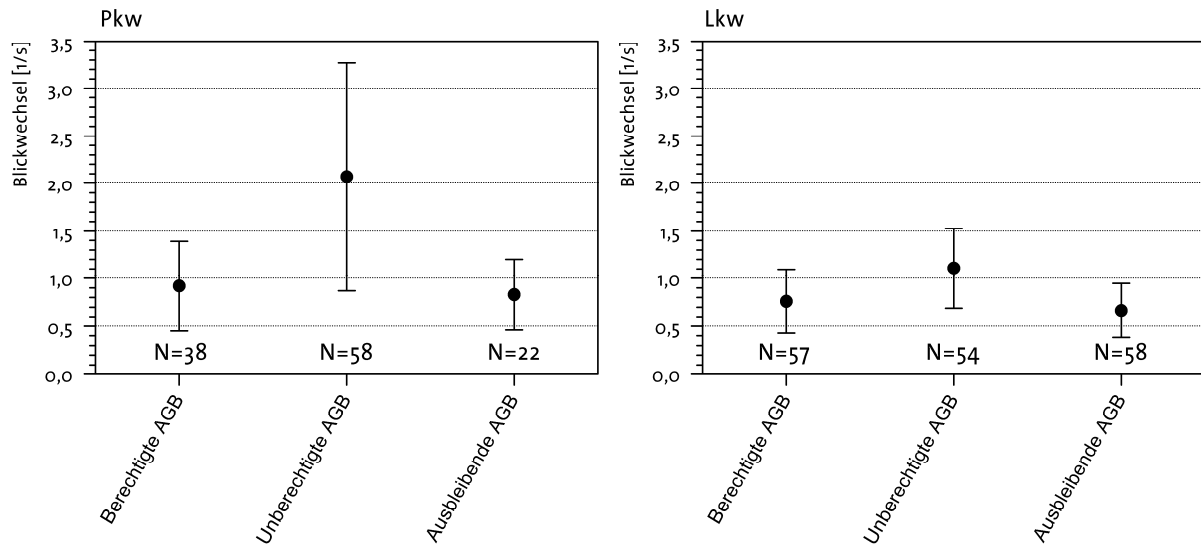 Pkw
Blickwechsel [1/s]
3,5
3,0
2,5
2,0
1,5
1,0
0,5
0,0
N=38
N=58
N=22
Berechtigte AGB
Unberechtigte AGB
Ausbleibende AGB
Lkw
Blickwechsel [1/s]
3,5
3,0
2,5
2,0
1,5
1,0
0,5
0,0
N=57
N=54
N=58
Berechtigte AGB
Unberechtigte AGB
Ausbleibende AGB